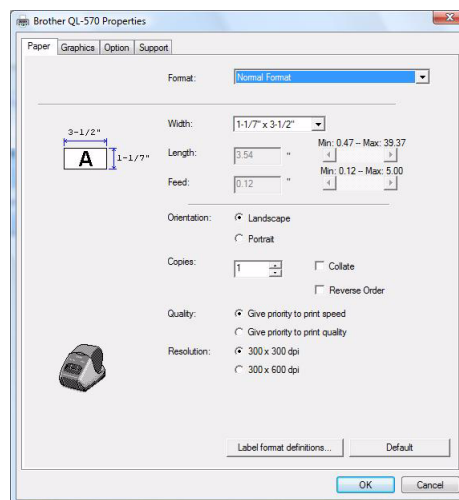 Brother QL-570 Properties
Paper Graphics Option Support
Format: Normal Format
Width: 1-1/7" x 3-1/2"
3-1/2"
A 1-1/7"
Min: 0.47 -- Max: 39.37
Length: 3.54 "
Min: 0.12 -- Max: 5.00
Feed: 0.12 "
Orientation: Landscape
Portrait
Copies: 1 Collate
Reverse Order
Quality: Give priority to print speed
Give priority to print quality
Resolution: 300 x 300 dpi
300 x 600 dpi
Label format definitions... Default
OK Cancel